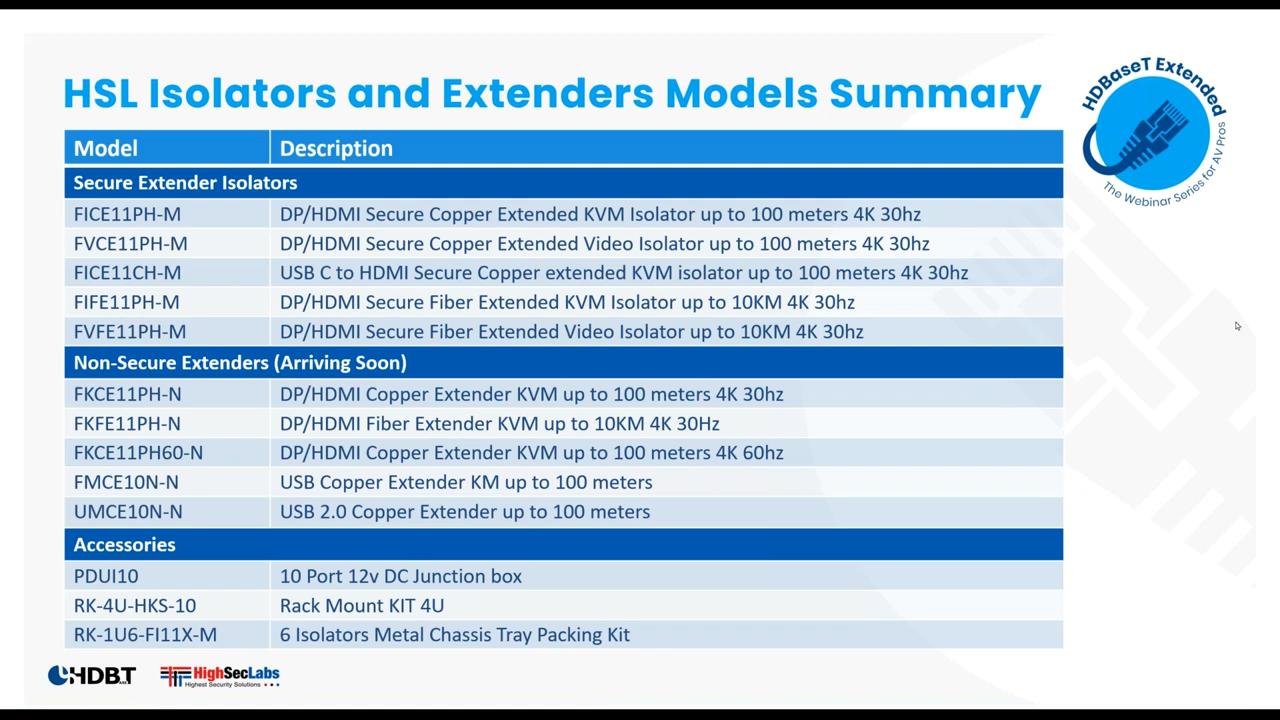 HSL Isolators and Extenders Models Summary
HDBaseT Extended
The Webinar Series for AV Pros
Model Description
Secure Extender Isolators
FICE11PH-M DP/HDMI Secure Copper Extended KVM Isolator up to 100 meters 4K 30hz
FVCE11PH-M DP/HDMI Secure Copper Extended Video Isolator up to 100 meters 4K 30hz
FICE11CH-M USB C to HDMI Secure Copper extended KVM isolator up to 100 meters 4K 30hz
FIFE11PH-M DP/HDMI Secure Fiber Extended KVM Isolator up to 10KM 4K 30hz
FVFE11PH-M DP/HDMI Secure Fiber Extended Video Isolator up to 10KM 4K 30hz
Non-Secure Extenders (Arriving Soon)
FKCE11PH-N DP/HDMI Copper Extender KVM up to 100 meters 4K 30hz
FKFE11PH-N DP/HDMI Fiber Extender KVM up to 10KM 4K 30Hz
FKCE11PH60-N DP/HDMI Copper Extender KVM up to 100 meters 4K 60hz
FMCE10N-N USB Copper Extender KM up to 100 meters
UMCE10N-N USB 2.0 Copper Extender up to 100 meters
Accessories
PDUI10 10 Port 12v DC Junction box
RK-4U-HKS-10 Rack Mount KIT 4U
RK-1U6-FI11X-M 6 Isolators Metal Chassis Tray Packing Kit
HDBT HighSecLabs
Highest Security Solutions